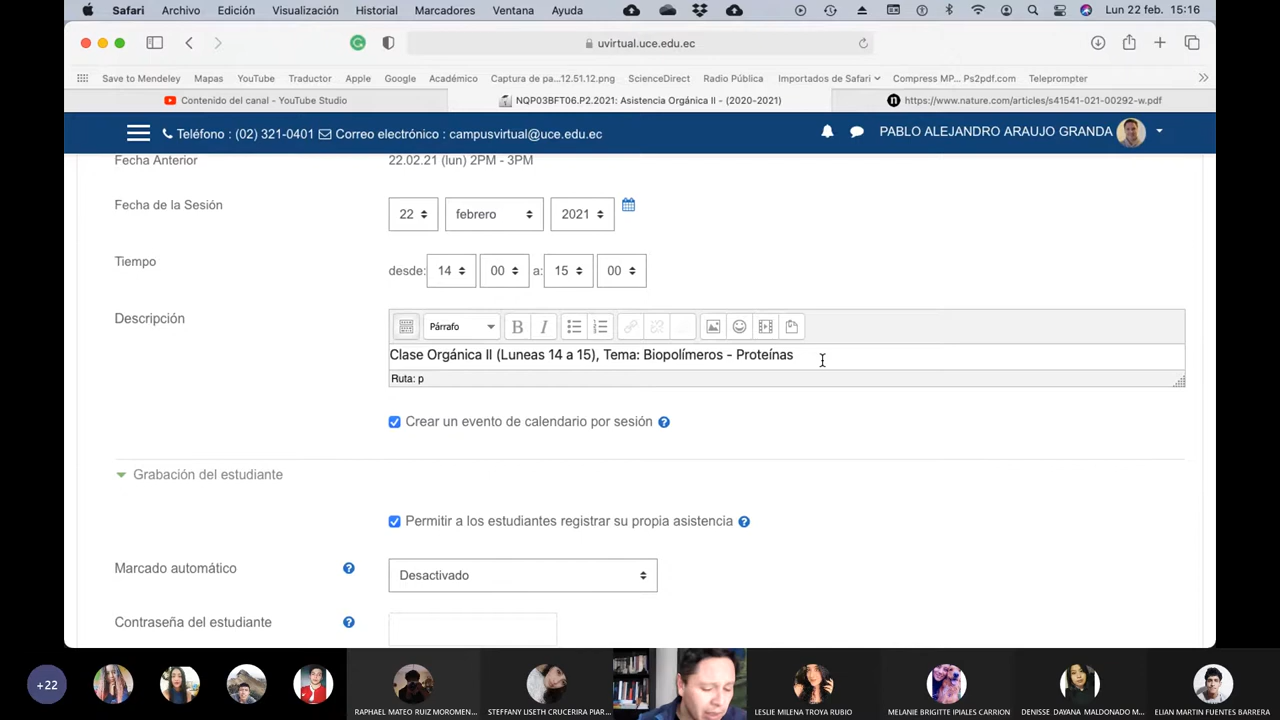 Safari Archivo Edición Visualización Historial Marcadores Ventana Ayuda Lun 22 feb. 15:16
uvirtual.uce.edu.ec
Save to Mendeley Mapas YouTube Traductor Apple Google Académico Captura de pa...12.51.12.png ScienceDirect Radio Pública Importados de Safari Compress MP... Ps2pdf.com Teleprompter
Contenido del canal - YouTube Studio NQP03BFT06.P2.2021: Asistencia Orgánica II - (2020-2021) https://www.nature.com/articles/s41541-021-00292-w.pdf
Teléfono : (02) 321-0401 Correo electrónico : campusvirtual@uce.edu.ec PABLO ALEJANDRO ARAUJO GRANDA
Fecha Anterior 22.02.21 (lun) 2PM - 3PM
Fecha de la Sesión 22 febrero 2021
Tiempo desde: 14 00 a: 15 00
Descripción Párrafo B I
Clase Orgánica II (Luneas 14 a 15), Tema: Biopolímeros - Proteínas
Ruta: p
Crear un evento de calendario por sesión
Grabación del estudiante
Permitir a los estudiantes registrar su propia asistencia
Marcado automático Desactivado
Contraseña del estudiante
+22 RAPHAEL MATEO RUIZ MOROMEN... STEFFANY LISETH CRUCERIRA PIAR... LESLIE MILENA TROYA RUBIO MELANIE BRIGITTE IPIALES CARRION DENISSE DAYANA MALDONADO M... ELIAN MARTIN FUENTES BARRERA